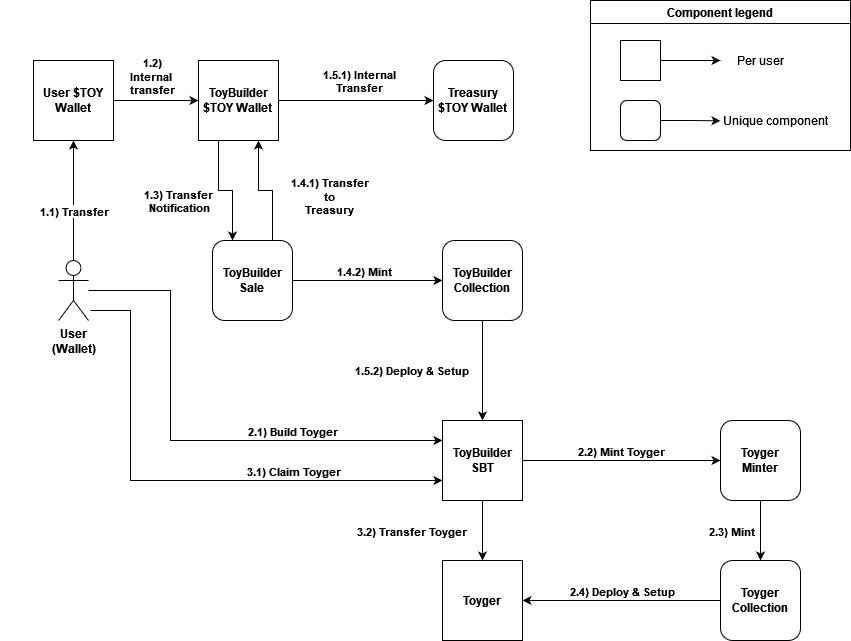 Component legend
Per user
Unique component
User $TOY
Wallet
1.2)
Internal
transfer
ToyBuilder
$TOY Wallet
1.5.1) Internal
Transfer
Treasury
$TOY Wallet
1.1) Transfer
1.3) Transfer
Notification
1.4.1) Transfer
to
Treasury
User
(Wallet)
ToyBuilder
Sale
1.4.2) Mint
ToyBuilder
Collection
1.5.2) Deploy & Setup
2.1) Build Toyger
3.1) Claim Toyger
ToyBuilder
SBT
2.2) Mint Toyger
Toyger
Minter
3.2) Transfer Toyger
2.3) Mint
Toyger
2.4) Deploy & Setup
Toyger
Collection